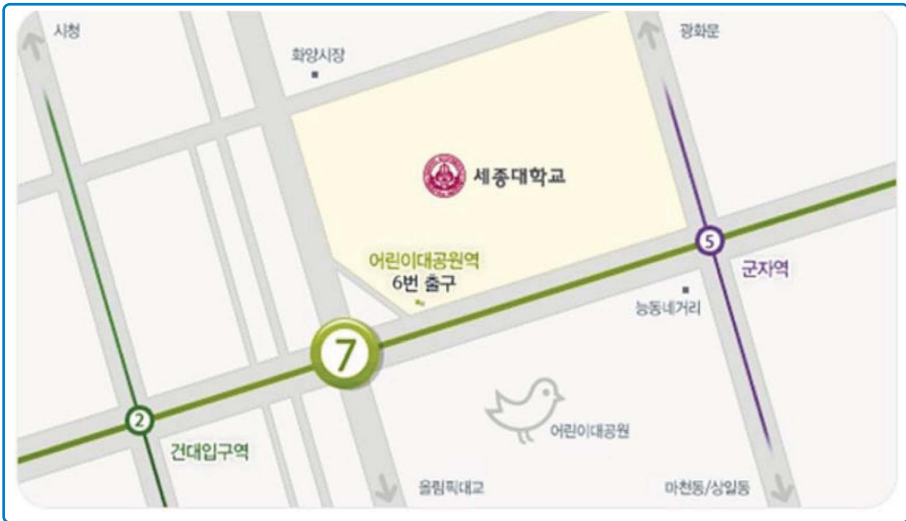 시청
광화문
화양시장
세종대학교
5
어린이대공원역
6번 출구
군자역
능동네거리
7
2
건대입구역
어린이대공원
올림픽대교
마천동/상일동